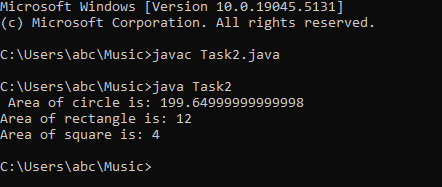 Microsoft Windows [Version 10.0.19045.5131]
(c) Microsoft Corporation. All rights reserved.
C:\Users\abc\Music>javac Task2.java
C:\Users\abc\Music>java Task2
Area of circle is: 199.64999999999998
Area of rectangle is: 12
Area of square is: 4
C:\Users\abc\Music>